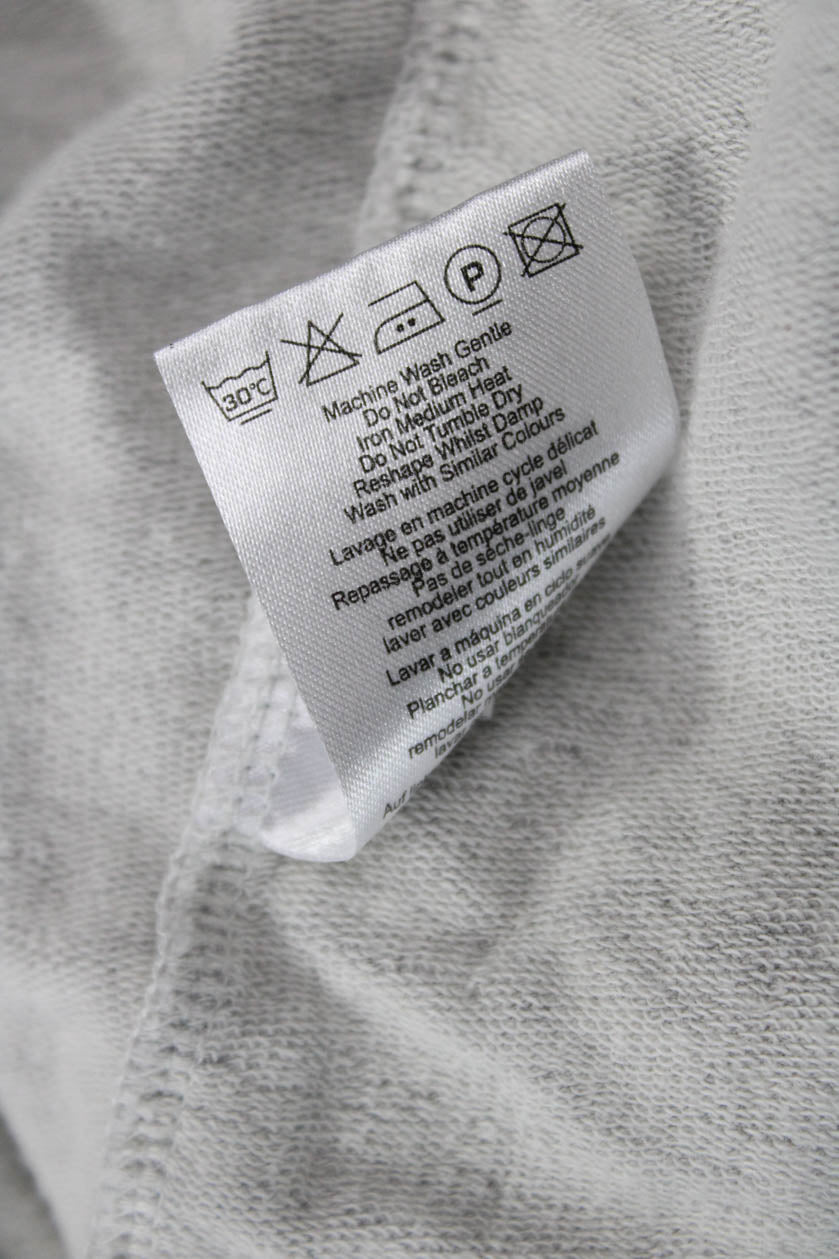 30°C
P
Machine Wash Gentle
Do Not Bleach
Iron Medium Heat
Do Not Tumble Dry
Reshape Whilst Damp
Wash with Similar Colours
Lavage en machine cycle délicat
Ne pas utiliser de javel
Repassage à température moyenne
Pas de sèche-linge
remodeler tout en humidité
laver avec couleurs similaires
Lavar a máquina en ciclo
No usar
Planchar a
No